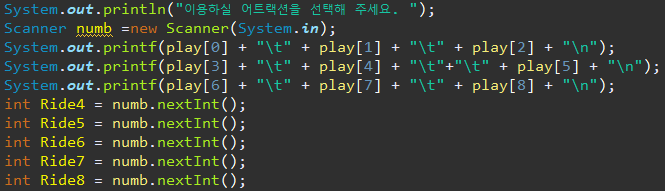 System.out.println("이용하실 어트랙션을 선택해 주세요. ");
Scanner numb =new Scanner(System.in);
System.out.printf(play[0] + "\t" + play[1] + "\t" + play[2] + "\n");
System.out.printf(play[3] + "\t" + play[4] + "\t"+"\t" + play[5] + "\n");
System.out.printf(play[6] + "\t" + play[7] + "\t" + play[8] + "\n");
int Ride4 = numb.nextInt();
int Ride5 = numb.nextInt();
int Ride6 = numb.nextInt();
int Ride7 = numb.nextInt();
int Ride8 = numb.nextInt();